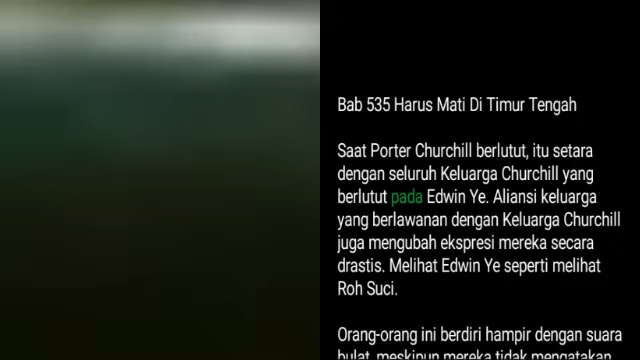 Bab 535 Harus Mati Di Timur Tengah
Saat Porter Churchill berlutut, itu setara
dengan seluruh Keluarga Churchill yang
berlutut pada Edwin Ye. Aliansi keluarga
yang berlawanan dengan Keluarga Churchill
juga mengubah ekspresi mereka secara
drastis. Melihat Edwin Ye seperti melihat
Roh Suci.
Orang-orang ini berdiri hampir dengan suara
bulat, meskipun mereka tidak mengatakan